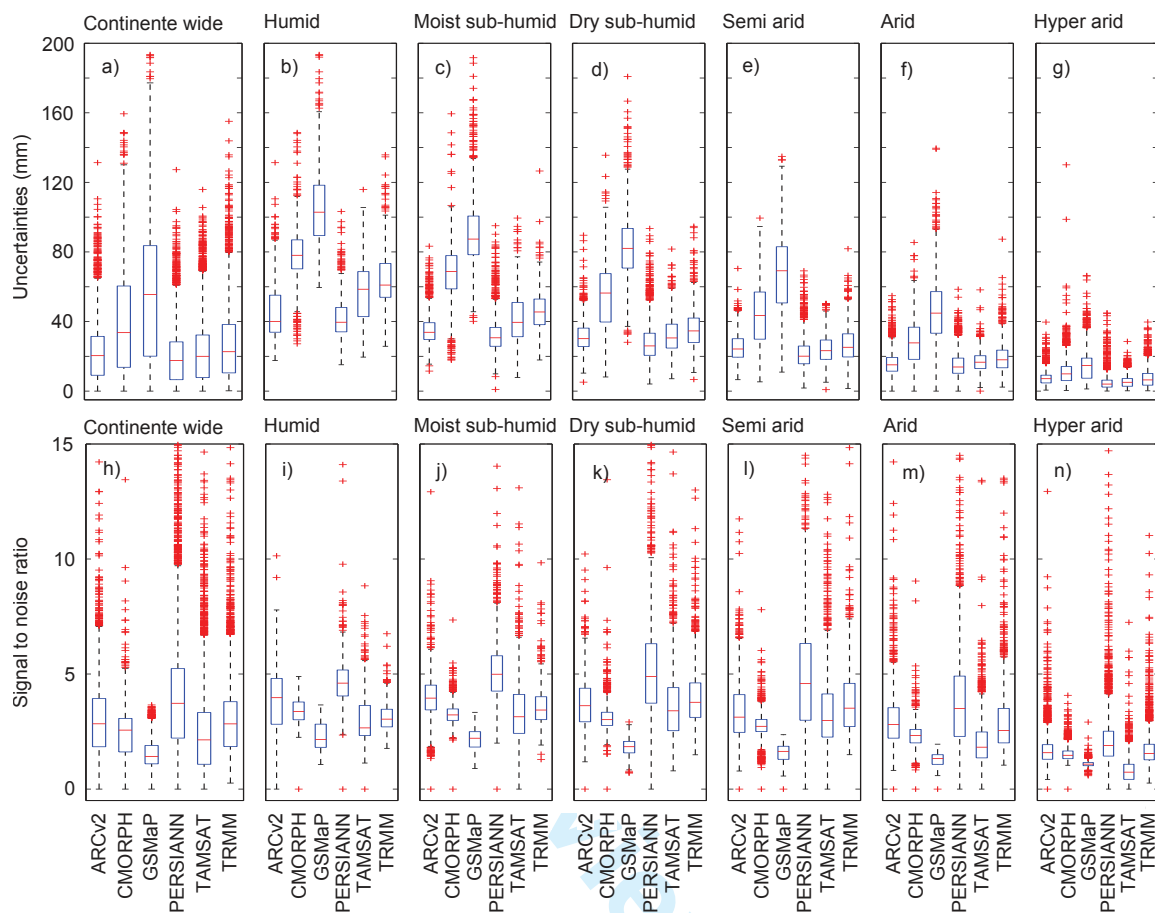 Continente wide Humid Moist sub-humid Dry sub-humid Semi arid Arid Hyper arid
200
160
120
80
40
0
Uncertainties (mm)
a) b) c) d) e) f) g)
Continente wide Humid Moist sub-humid Dry sub-humid Semi arid Arid Hyper arid
15
10
5
0
Signal to noise ratio
h) i) j) k) l) m) n)
ARCv2 CMORPH GSMaP PERSIANN TAMSAT TRMM
ARCv2 CMORPH GSMaP PERSIANN TAMSAT TRMM
ARCv2 CMORPH GSMaP PERSIANN TAMSAT TRMM
ARCv2 CMORPH GSMaP PERSIANN TAMSAT TRMM
ARCv2 CMORPH GSMaP PERSIANN TAMSAT TRMM
ARCv2 CMORPH GSMaP PERSIANN TAMSAT TRMM
ARCv2 CMORPH GSMaP PERSIANN TAMSAT TRMM